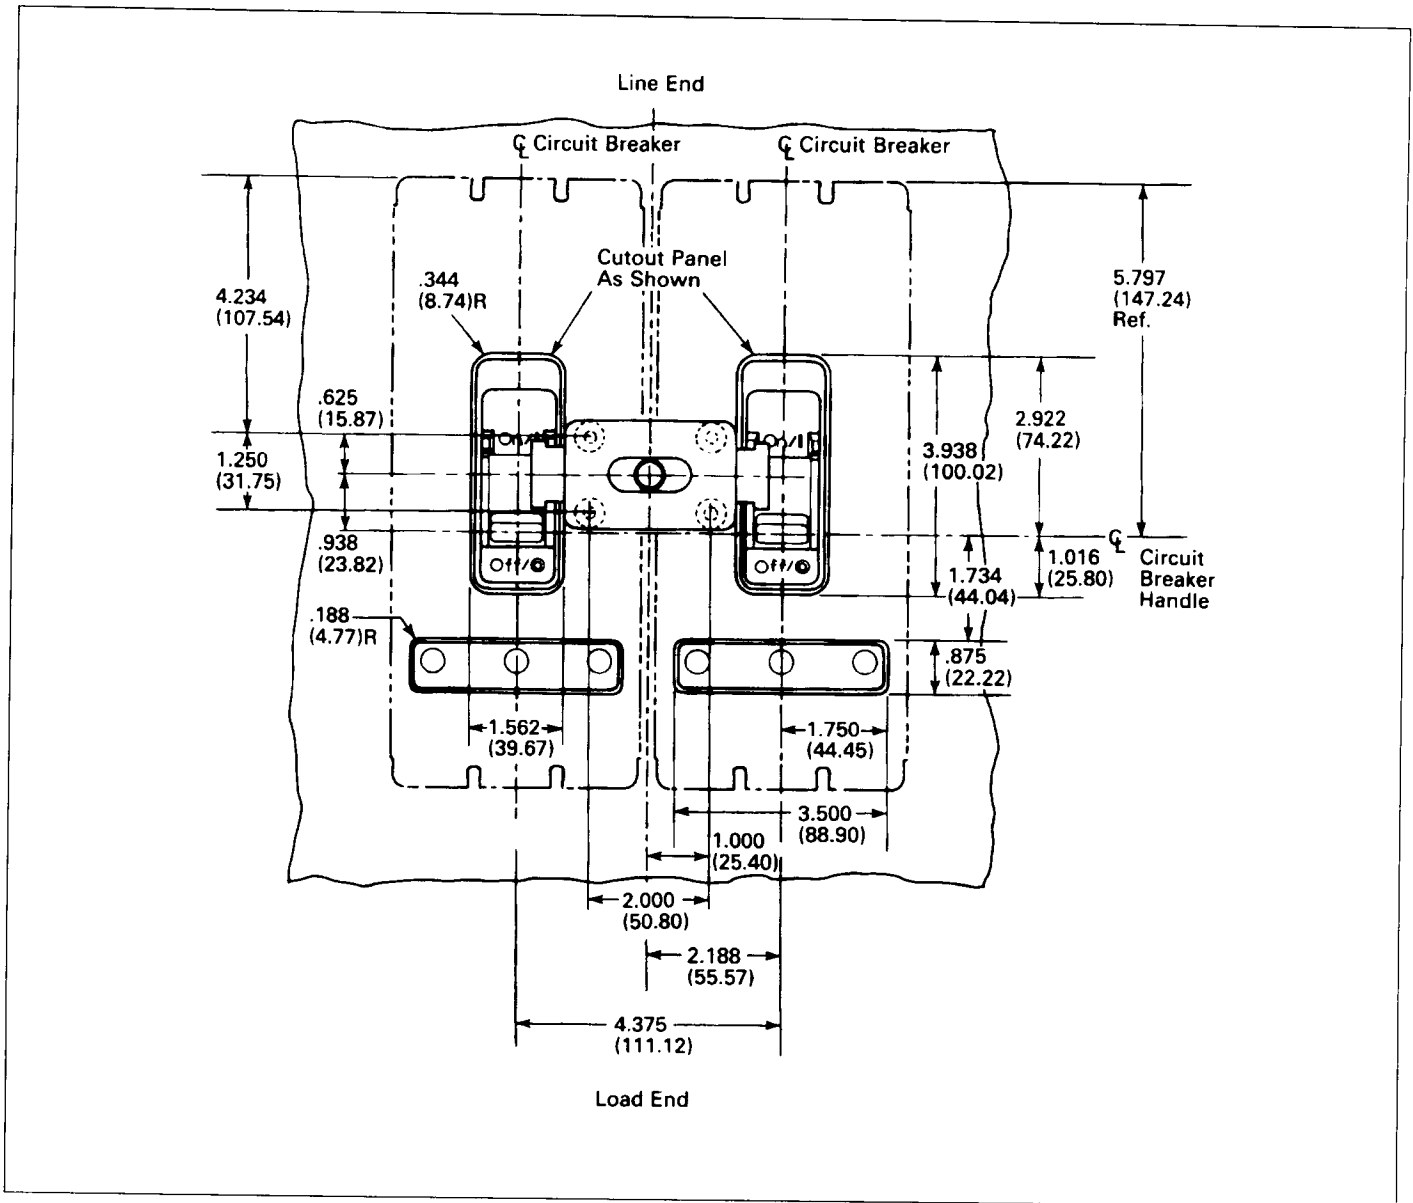 Line End
℄ Circuit Breaker
℄ Circuit Breaker
Cutout Panel
As Shown
.344
(8.74)R
4.234
(107.54)
5.797
(147.24)
Ref.
.625
(15.87)
1.250
(31.75)
.938
(23.82)
2.922
(74.22)
3.938
(100.02)
On/I
On/I
Off/O
Off/O
℄ Circuit
Breaker
Handle
1.016
(25.80)
1.734
(44.04)
.188
(4.77)R
.875
(22.22)
1.562
(39.67)
1.750
(44.45)
3.500
(88.90)
1.000
(25.40)
2.000
(50.80)
2.188
(55.57)
4.375
(111.12)
Load End